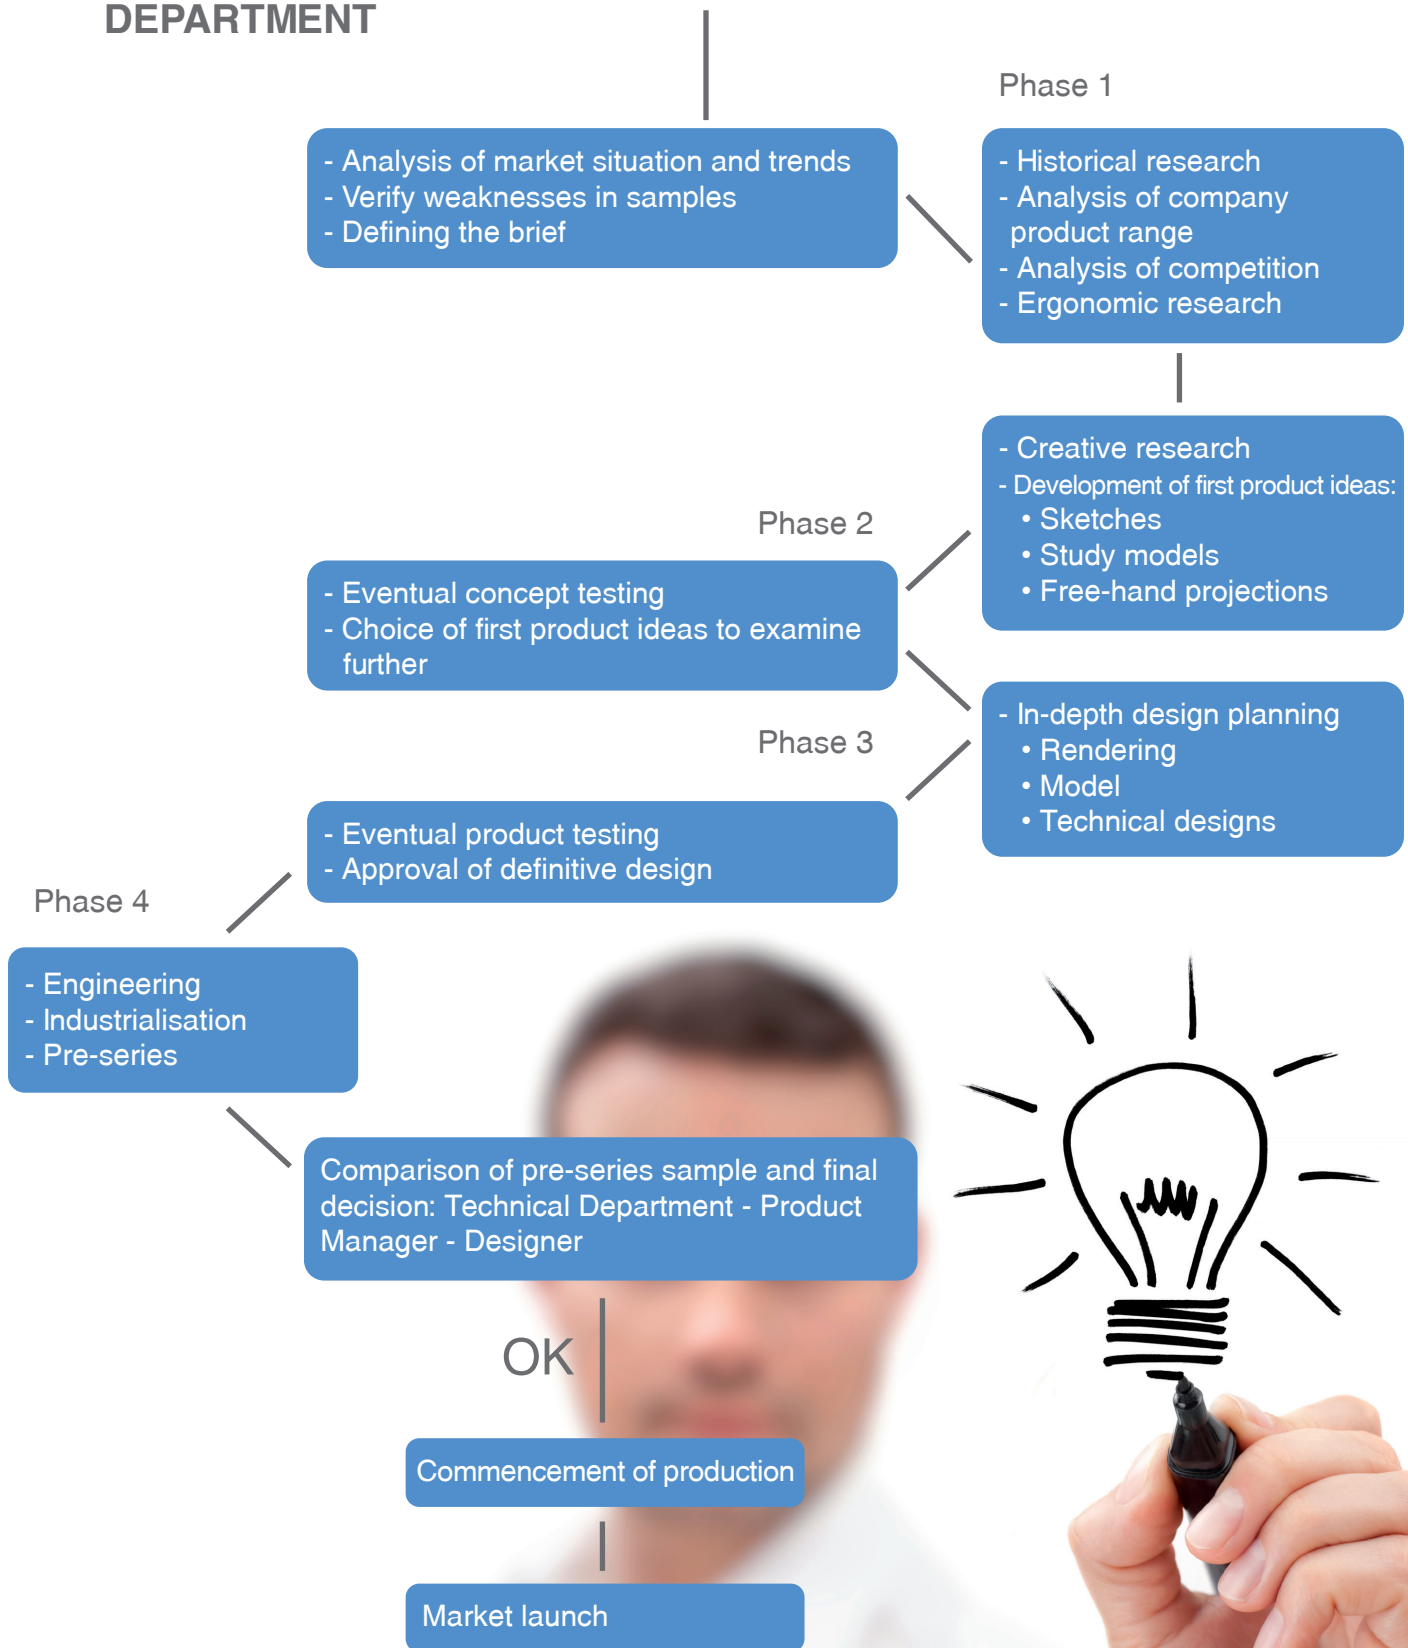 DEPARTMENT
Phase 1
- Analysis of market situation and trends
- Verify weaknesses in samples
- Defining the brief
- Historical research
- Analysis of company
product range
- Analysis of competition
- Ergonomic research
- Creative research
- Development of first product ideas:
• Sketches
• Study models
• Free-hand projections
Phase 2
- Eventual concept testing
- Choice of first product ideas to examine
further
- In-depth design planning
• Rendering
• Model
• Technical designs
Phase 3
- Eventual product testing
- Approval of definitive design
Phase 4
- Engineering
- Industrialisation
- Pre-series
Comparison of pre-series sample and final
decision: Technical Department - Product
Manager - Designer
OK
Commencement of production
Market launch